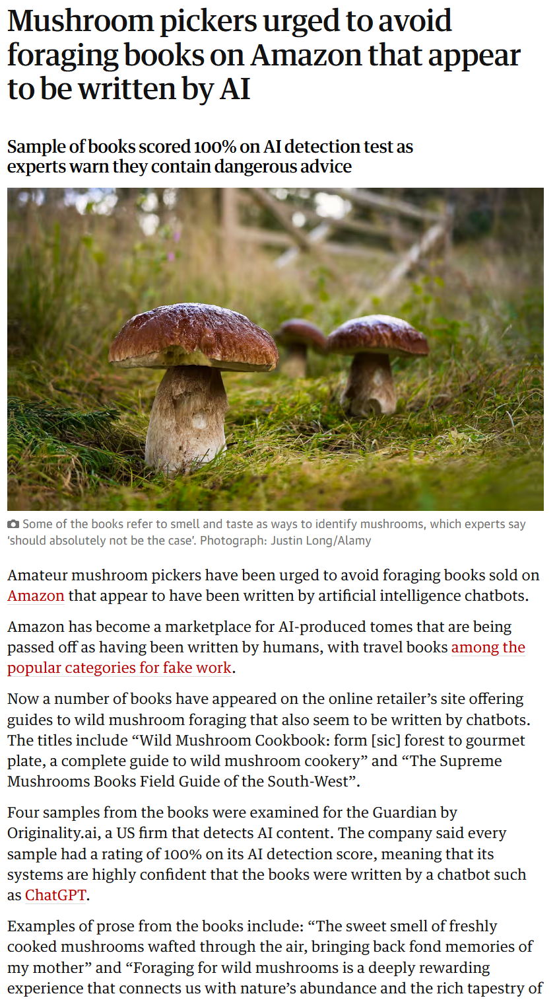 Mushroom pickers urged to avoid
foraging books on Amazon that appear
to be written by AI
Sample of books scored 100% on AI detection test as
experts warn they contain dangerous advice
Some of the books refer to smell and taste as ways to identify mushrooms, which experts say
‘should absolutely not be the case’. Photograph: Justin Long/Alamy
Amateur mushroom pickers have been urged to avoid foraging books sold on
Amazon that appear to have been written by artificial intelligence chatbots.
Amazon has become a marketplace for AI-produced tomes that are being
passed off as having been written by humans, with travel books among the
popular categories for fake work.
Now a number of books have appeared on the online retailer’s site offering
guides to wild mushroom foraging that also seem to be written by chatbots.
The titles include “Wild Mushroom Cookbook: form [sic] forest to gourmet
plate, a complete guide to wild mushroom cookery” and “The Supreme
Mushrooms Books Field Guide of the South-West”.
Four samples from the books were examined for the Guardian by
Originality.ai, a US firm that detects AI content. The company said every
sample had a rating of 100% on its AI detection score, meaning that its
systems are highly confident that the books were written by a chatbot such
as ChatGPT.
Examples of prose from the books include: “The sweet smell of freshly
cooked mushrooms wafted through the air, bringing back fond memories of
my mother” and “Foraging for wild mushrooms is a deeply rewarding
experience that connects us with nature’s abundance and the rich tapestry of